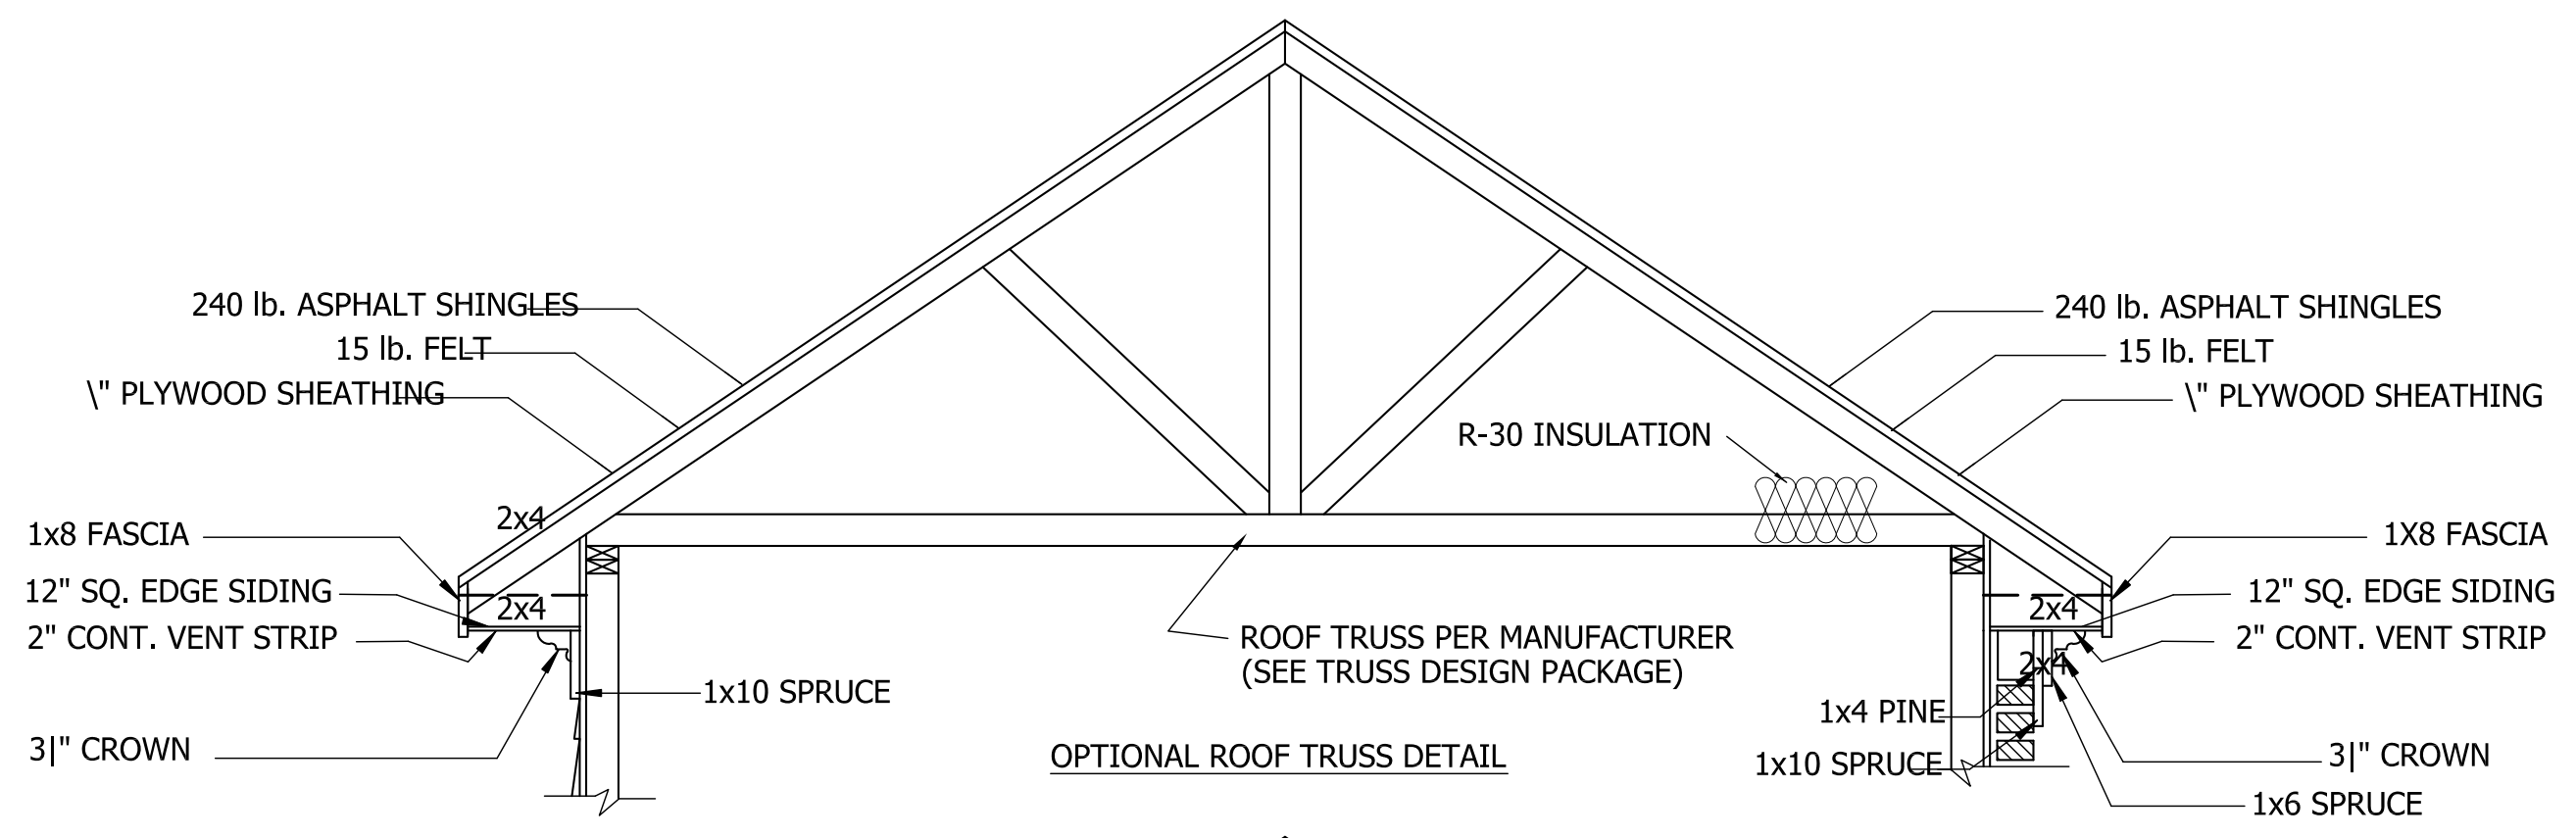 240 lb. ASPHALT SHINGLES
15 lb. FELT
\" PLYWOOD SHEATHING
2x4
1x8 FASCIA
12" SQ. EDGE SIDING
2x4
2" CONT. VENT STRIP
1x10 SPRUCE
3|" CROWN
R-30 INSULATION
ROOF TRUSS PER MANUFACTURER
(SEE TRUSS DESIGN PACKAGE)
OPTIONAL ROOF TRUSS DETAIL
240 lb. ASPHALT SHINGLES
15 lb. FELT
\" PLYWOOD SHEATHING
1X8 FASCIA
12" SQ. EDGE SIDING
2x4
2" CONT. VENT STRIP
2x4
1x4 PINE
1x10 SPRUCE
3|" CROWN
1x6 SPRUCE